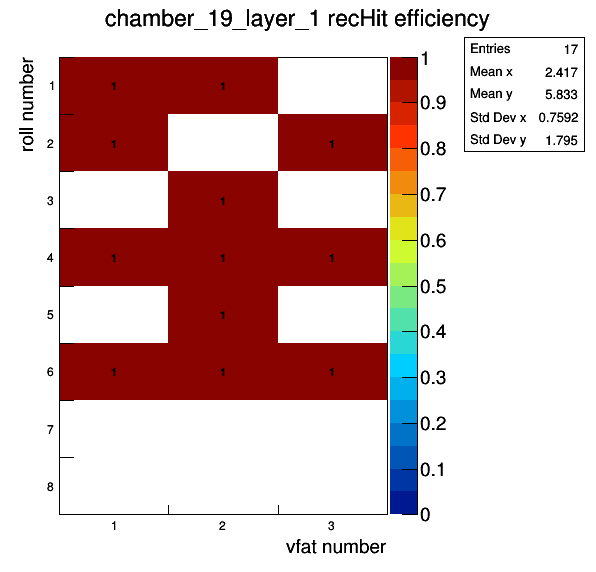 chamber_19_layer_1 recHit efficiency
Entries 17
Mean x 2.417
Mean y 5.833
Std Dev x 0.7592
Std Dev y 1.795
roll number
1
2
3
4
5
6
7
8
1 1
1 1
1
1 1 1
1
1 1 1
1
0.9
0.8
0.7
0.6
0.5
0.4
0.3
0.2
0.1
0
1 2 3
vfat number